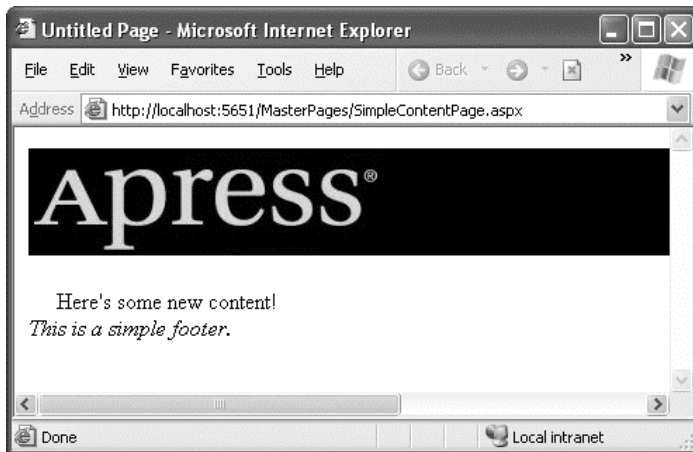 Untitled Page - Microsoft Internet Explorer
File Edit View Favorites Tools Help Back »
Address http://localhost:5651/MasterPages/SimpleContentPage.aspx
Apress®
Here's some new content!
This is a simple footer.
Done Local intranet